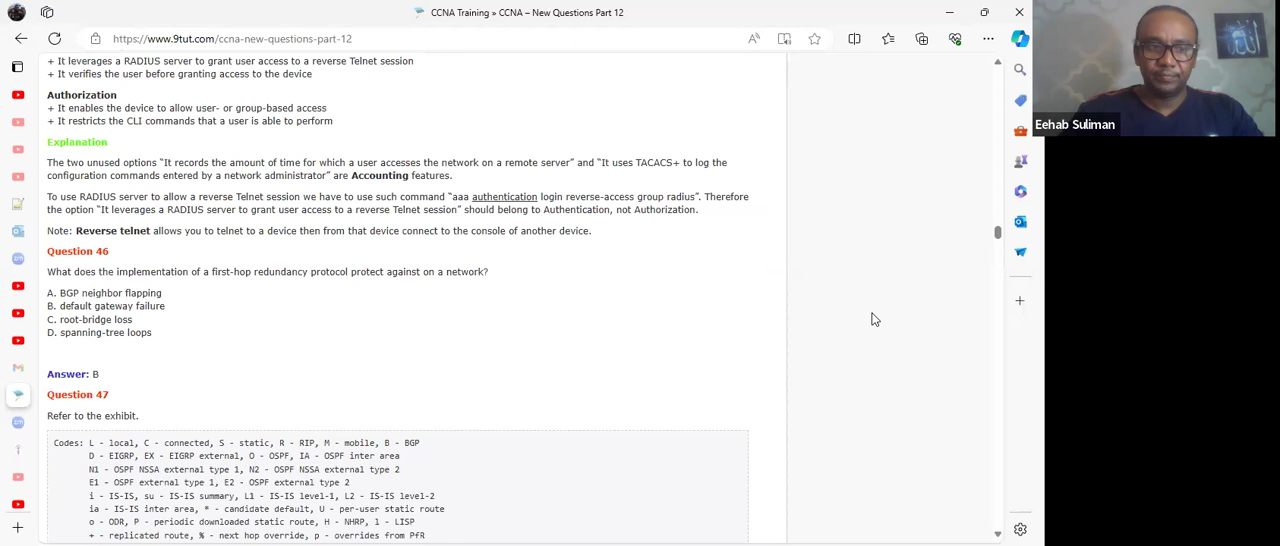 CCNA Training » CCNA – New Questions Part 12
https://www.9tut.com/ccna-new-questions-part-12
+ It leverages a RADIUS server to grant user access to a reverse Telnet session
+ It verifies the user before granting access to the device
Authorization
+ It enables the device to allow user- or group-based access
+ It restricts the CLI commands that a user is able to perform
Explanation
The two unused options “It records the amount of time for which a user accesses the network on a remote server” and “It uses TACACS+ to log the
configuration commands entered by a network administrator” are Accounting features.
To use RADIUS server to allow a reverse Telnet session we have to use such command “aaa authentication login reverse-access group radius”. Therefore
the option “It leverages a RADIUS server to grant user access to a reverse Telnet session” should belong to Authentication, not Authorization.
Note: Reverse telnet allows you to telnet to a device then from that device connect to the console of another device.
Question 46
What does the implementation of a first-hop redundancy protocol protect against on a network?
A. BGP neighbor flapping
B. default gateway failure
C. root-bridge loss
D. spanning-tree loops
Answer: B
Question 47
Refer to the exhibit.
Codes: L - local, C - connected, S - static, R - RIP, M - mobile, B - BGP
D - EIGRP, EX - EIGRP external, O - OSPF, IA - OSPF inter area
N1 - OSPF NSSA external type 1, N2 - OSPF NSSA external type 2
E1 - OSPF external type 1, E2 - OSPF external type 2
i - IS-IS, su - IS-IS summary, L1 - IS-IS level-1, L2 - IS-IS level-2
ia - IS-IS inter area, * - candidate default, U - per-user static route
o - ODR, P - periodic downloaded static route, H - NHRP, l - LISP
+ - replicated route, % - next hop override, p - overrides from PfR
Eehab Suliman